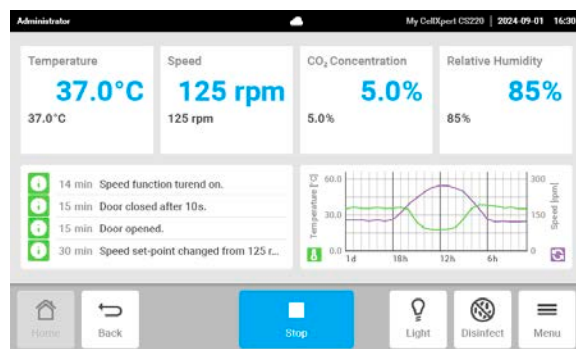 Administrator
My CellXpert CS220 | 2024-09-01 16:30
Temperature
37.0°C
37.0°C
Speed
125 rpm
125 rpm
CO₂ Concentration
5.0%
5.0%
Relative Humidity
85%
85%
14 min Speed function turend on.
15 min Door closed after 10s.
15 min Door opened.
30 min Speed set-point changed from 125 r...
Temperature [°C]
60.0
30.0
0.0
1d 18h 12h 6h
300
150
0
Speed [rpm]
Home
Back
Stop
Light
Disinfect
Menu